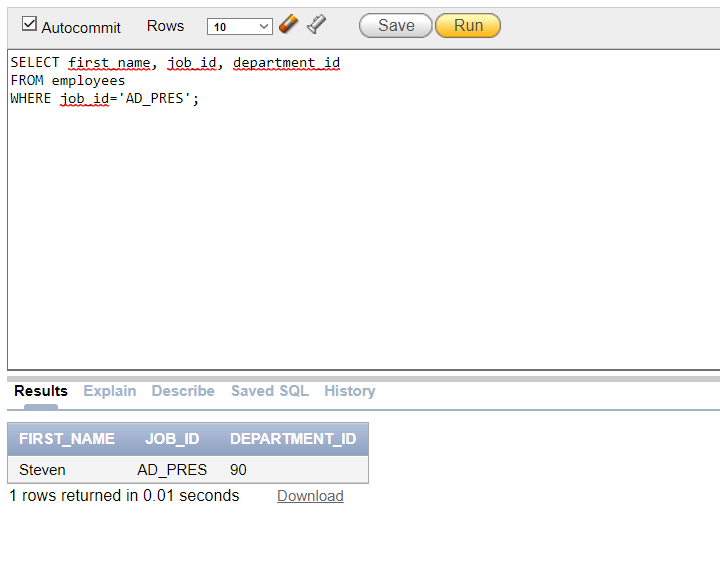 Autocommit Rows 10 Save Run
SELECT first_name, job_id, department_id
FROM employees
WHERE job_id='AD_PRES';
Results Explain Describe Saved SQL History
FIRST_NAME JOB_ID DEPARTMENT_ID
Steven AD_PRES 90
1 rows returned in 0.01 seconds Download